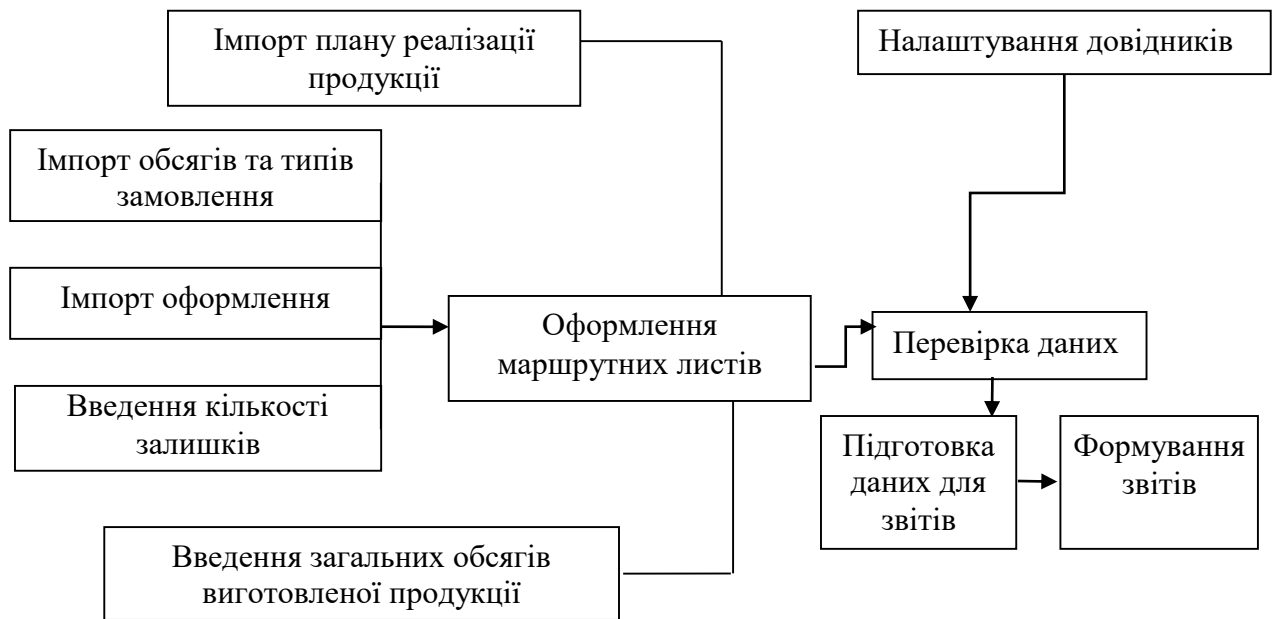 Імпорт плану реалізації
продукції
Налаштування довідників
Імпорт обсягів та типів
замовлення
Імпорт оформлення
Оформлення
маршрутних листів
Перевірка даних
Введення кількості
залишків
Підготовка
даних для
звітів
Формування
звітів
Введення загальних обсягів
виготовленої продукції